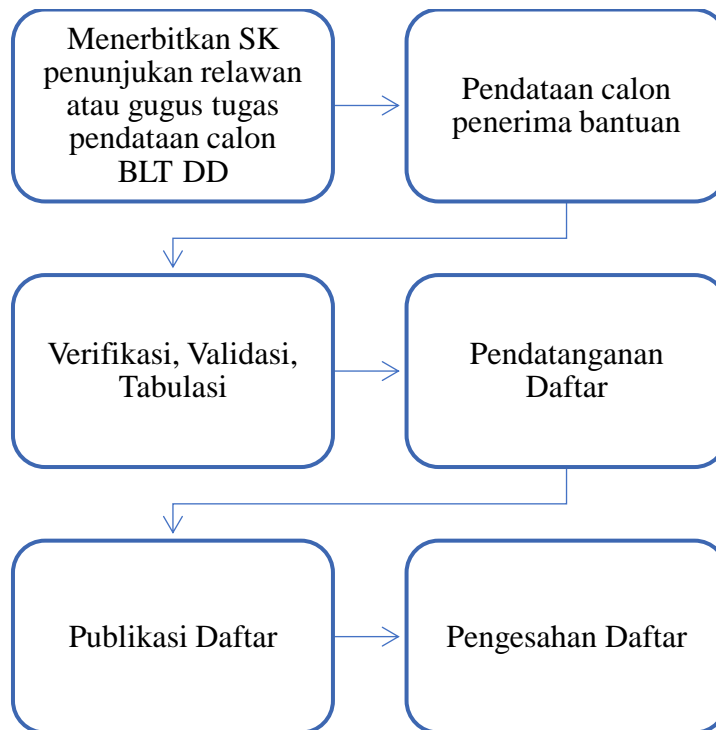 Menerbitkan SK
penunjukan relawan
atau gugus tugas
pendataan calon
BLT DD
Pendataan calon
penerima bantuan
Verifikasi, Validasi,
Tabulasi
Pendatanganan
Daftar
Publikasi Daftar
Pengesahan Daftar